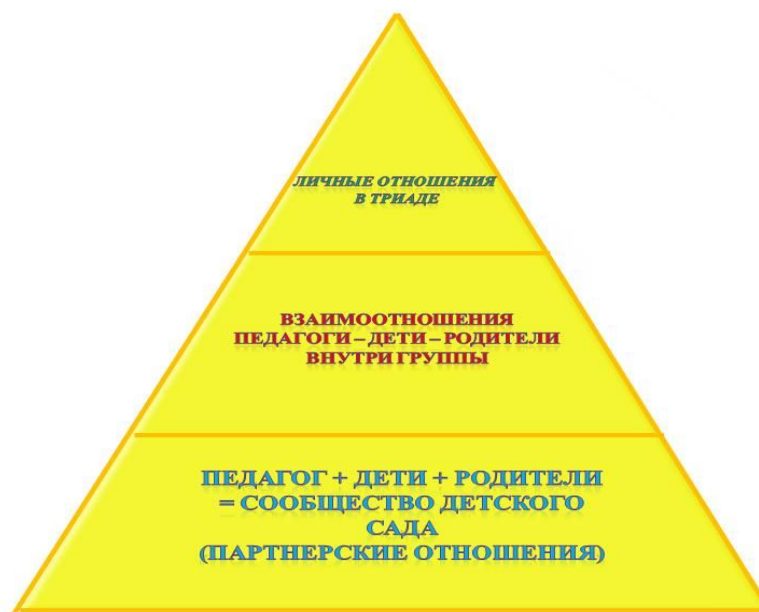 ЛИЧНЫЕ ОТНОШЕНИЯ
В ТРИАДЕ
ВЗАИМООТНОШЕНИЯ
ПЕДАГОГИ – ДЕТИ – РОДИТЕЛИ
ВНУТРИ ГРУППЫ
ПЕДАГОГ + ДЕТИ + РОДИТЕЛИ
= СООБЩЕСТВО ДЕТСКОГО
САДА
(ПАРТНЕРСКИЕ ОТНОШЕНИЯ)